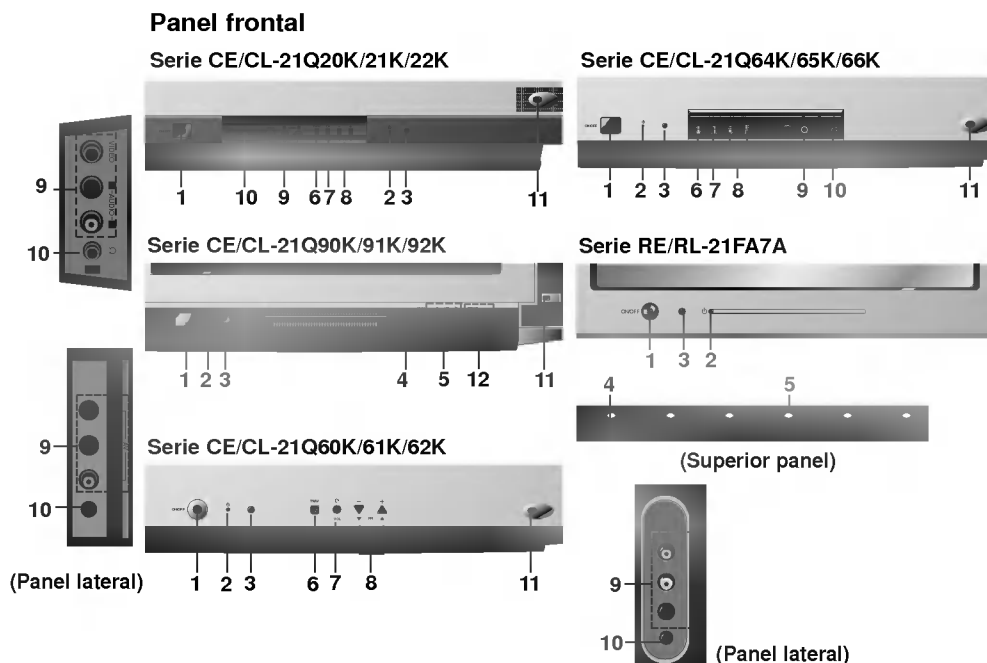 Panel frontal
Serie CE/CL-21Q20K/21K/22K
1 10 9 6 7 8 2 3 11
Serie CE/CL-21Q64K/65K/66K
ON/OFF
1 2 3 6 7 8 9 10 11
VIDEO
9
10
Serie CE/CL-21Q90K/91K/92K
1 2 3 4 5 12 11
Serie RE/RL-21FA7A
ON/OFF
1 3 2
4 5
(Superior panel)
9
10
(Panel lateral)
Serie CE/CL-21Q60K/61K/62K
ON/OFF
1 2 3 6 7 8 11
9
10
(Panel lateral)